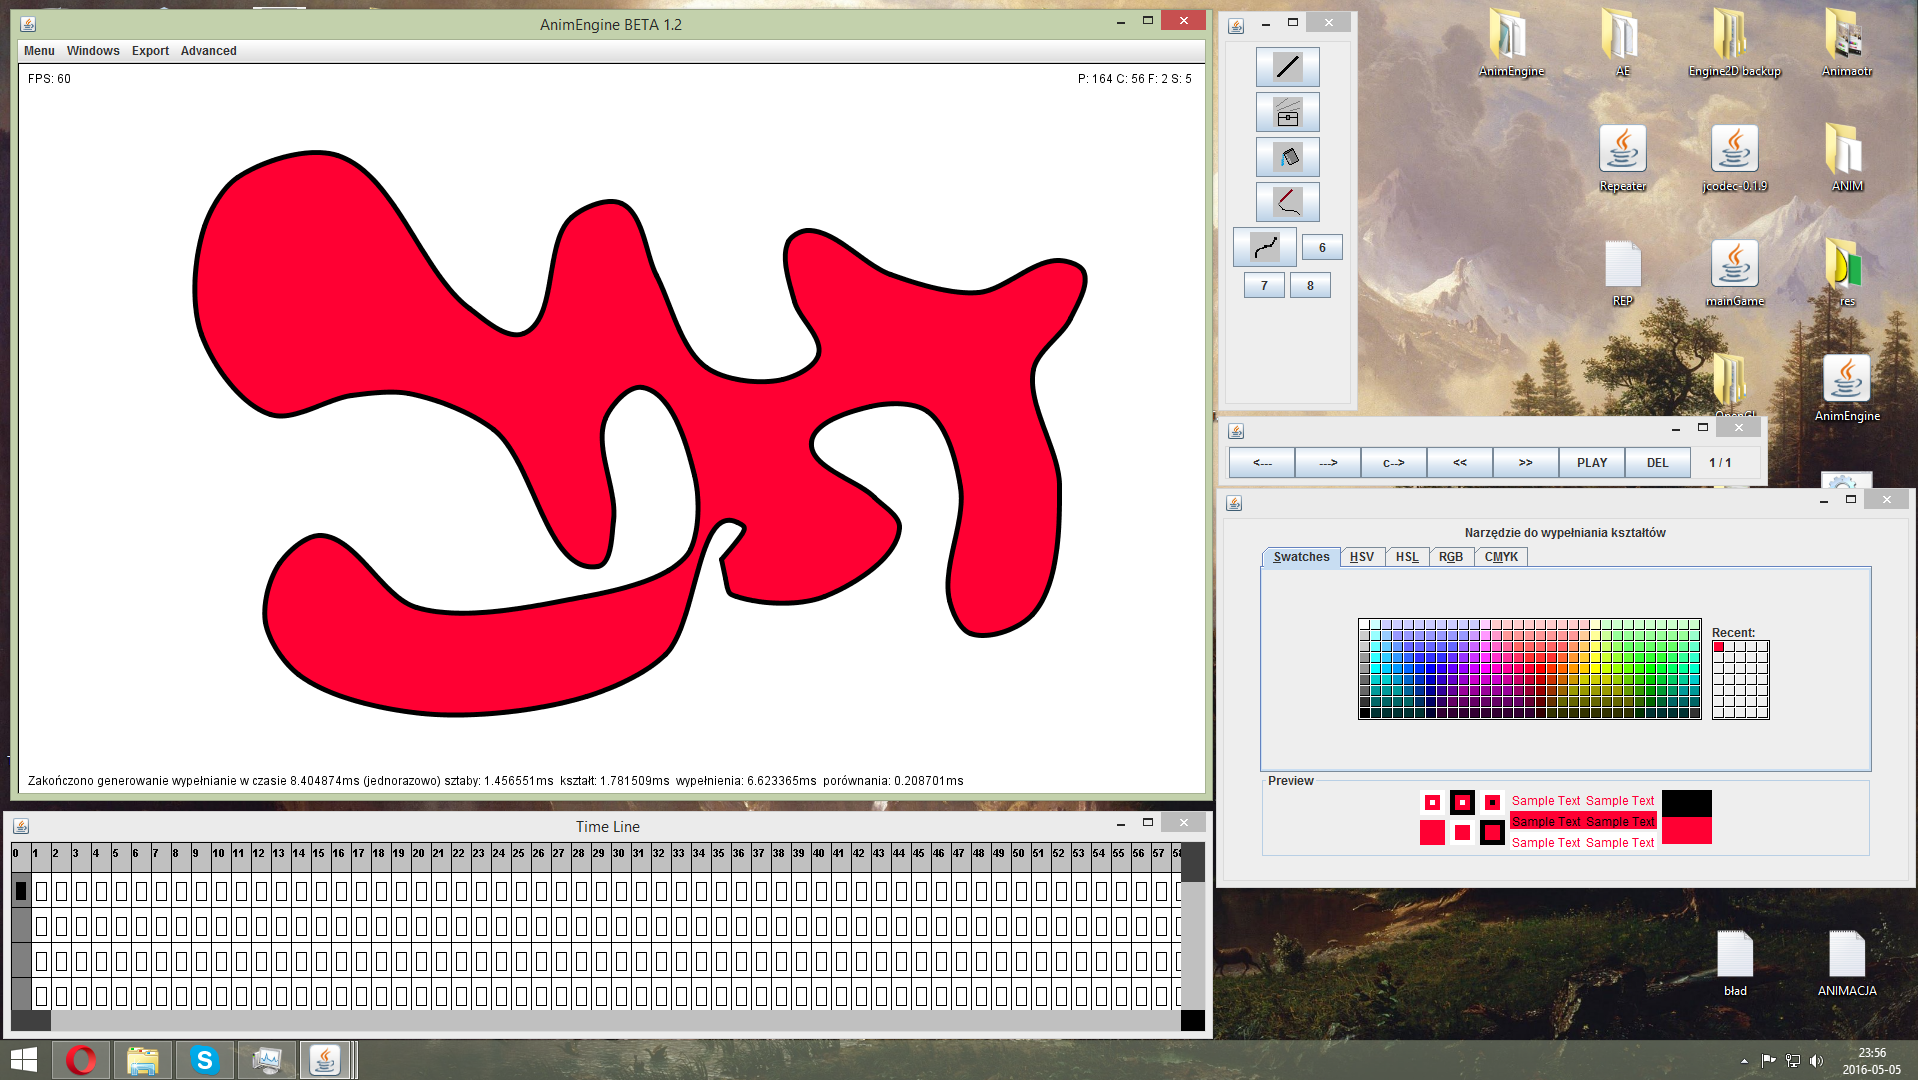 AnimEngine BETA 1.2
Menu Windows Export Advanced
FPS: 60
P: 164 C: 56 F: 2 S: 5
Zakończono generowanie wypełnianie w czasie 8.404874ms (jednorazowo) sztaby: 1.456551ms kształt: 1.781509ms wypełnienia: 6.623365ms porównania: 0.208701ms
6
7 8
AnimEngine AE Engine2D backup Animaotr
Repeater jcodec-0.1.9 ANIM
REP mainGame res
OpenGL AnimEngine
<--- ---> c--> << >> PLAY DEL 1 / 1
Narzędzie do wypełniania kształtów
Swatches HSV HSL RGB CMYK
Recent:
Preview
Sample Text Sample Text
Sample Text Sample Text
Sample Text Sample Text
Time Line
0 1 2 3 4 5 6 7 8 9 10 11 12 13 14 15 16 17 18 19 20 21 22 23 24 25 26 27 28 29 30 31 32 33 34 35 36 37 38 39 40 41 42 43 44 45 46 47 48 49 50 51 52 53 54 55 56 57 58
bład ANIMACJA
23:56
2016-05-05